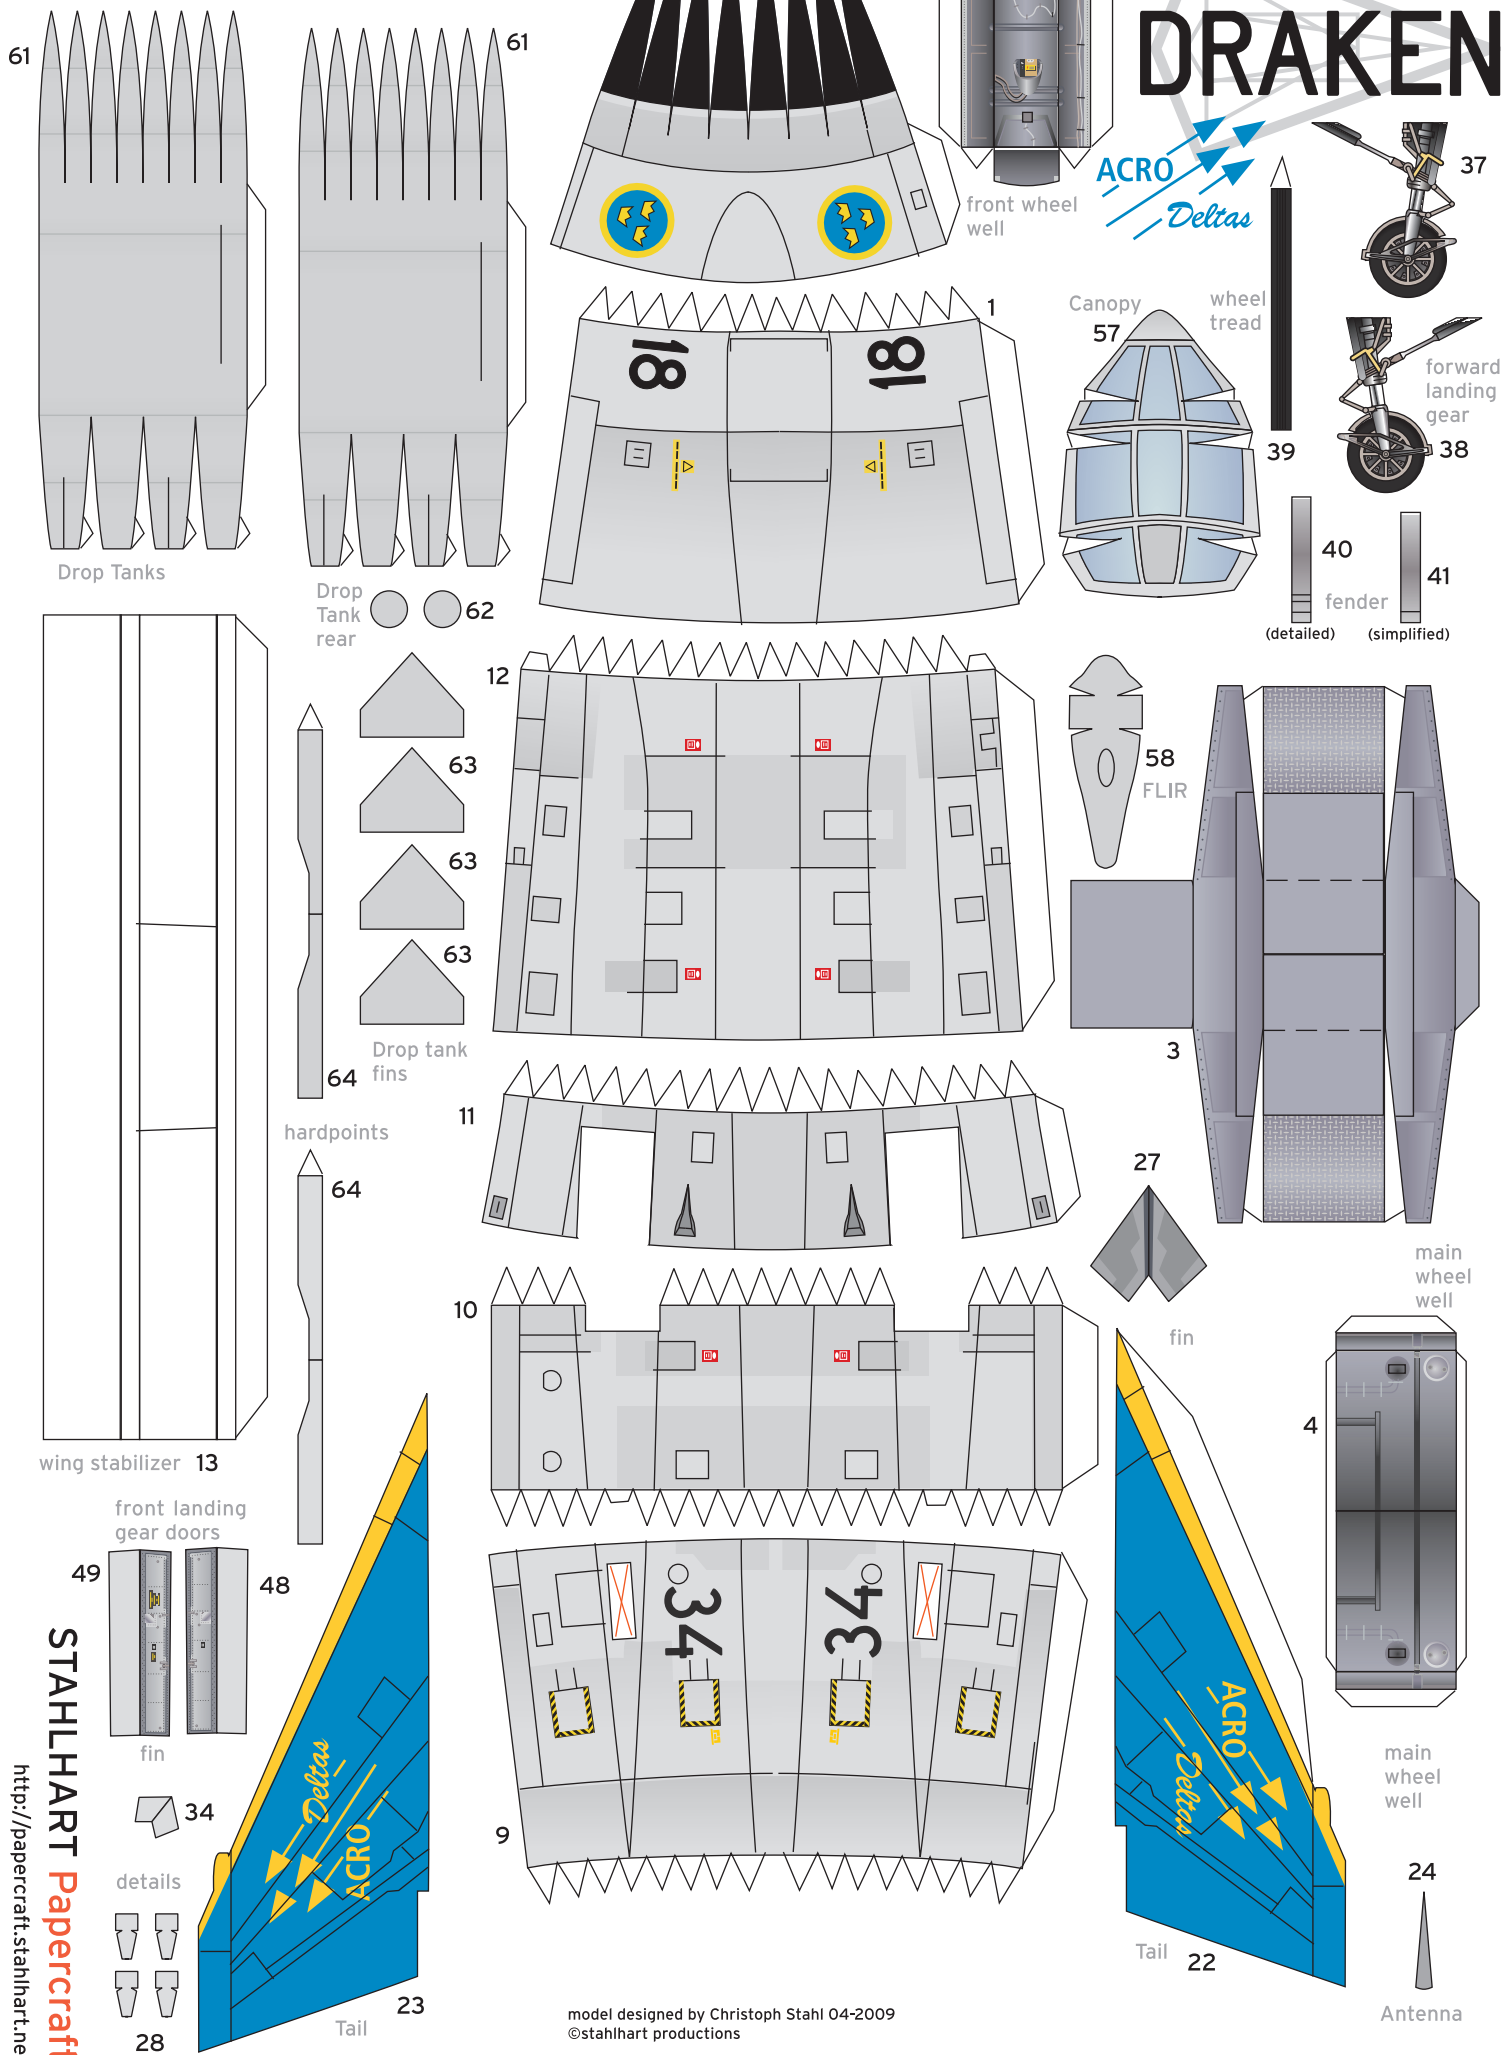 61
61
DRAKEN
ACRO
Deltas
37
front wheel
well
1
18
18
Canopy
57
wheel
tread
39
forward
landing
gear
38
40
41
fender
(detailed)
(simplified)
Drop Tanks
Drop
Tank
rear
62
12
63
63
63
58
FLIR
Drop tank
fins
64
3
hardpoints
11
64
27
10
fin
main
wheel
well
4
wing stabilizer 13
front landing
gear doors
49
48
34
34
fin
34
9
details
28
Deltas
ACRO
23
Tail
ACRO
Deltas
Tail
22
main
wheel
well
24
Antenna
STAHLHART Papercraft
http://papercraft.stahlhart.ne
model designed by Christoph Stahl 04-2009
©stahlhart productions